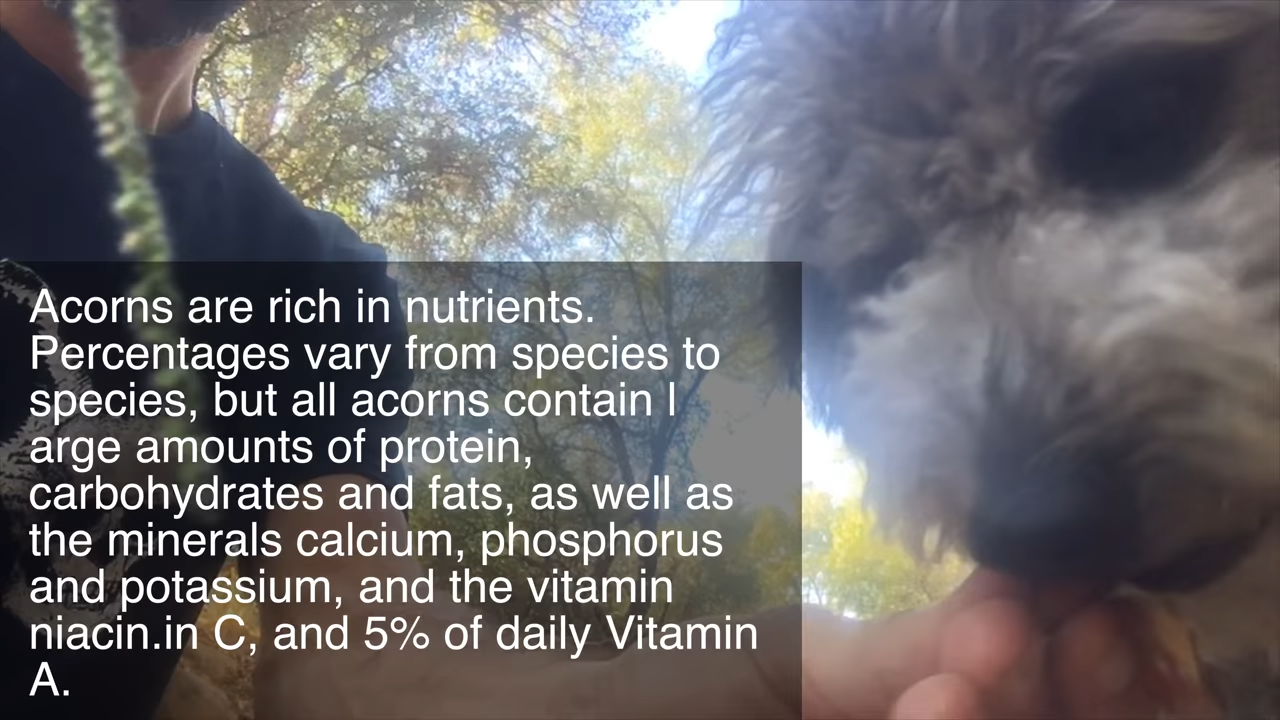 Acorns are rich in nutrients.
Percentages vary from species to
species, but all acorns contain l
arge amounts of protein,
carbohydrates and fats, as well as
the minerals calcium, phosphorus
and potassium, and the vitamin
niacin.in C, and 5% of daily Vitamin
A.